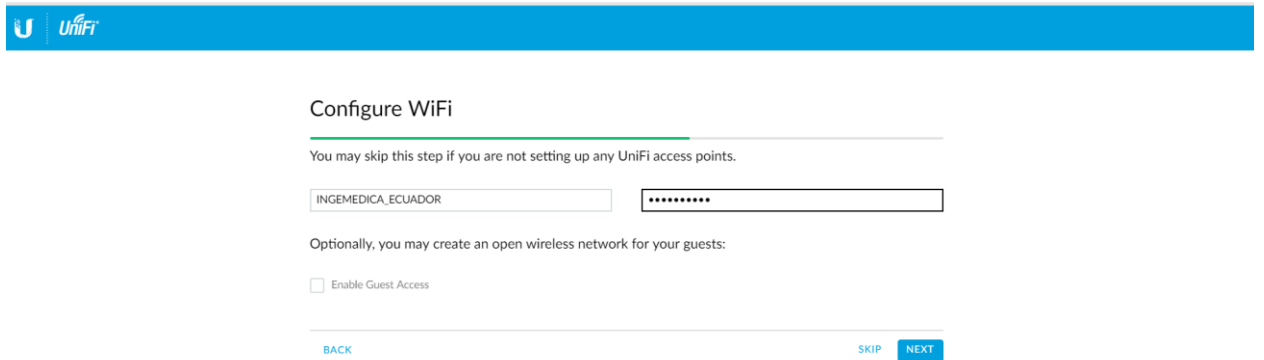 UniFi
Configure WiFi
You may skip this step if you are not setting up any UniFi access points.
INGEMEDICA_ECUADOR ••••••••••
Optionally, you may create an open wireless network for your guests:
Enable Guest Access
BACK SKIP NEXT